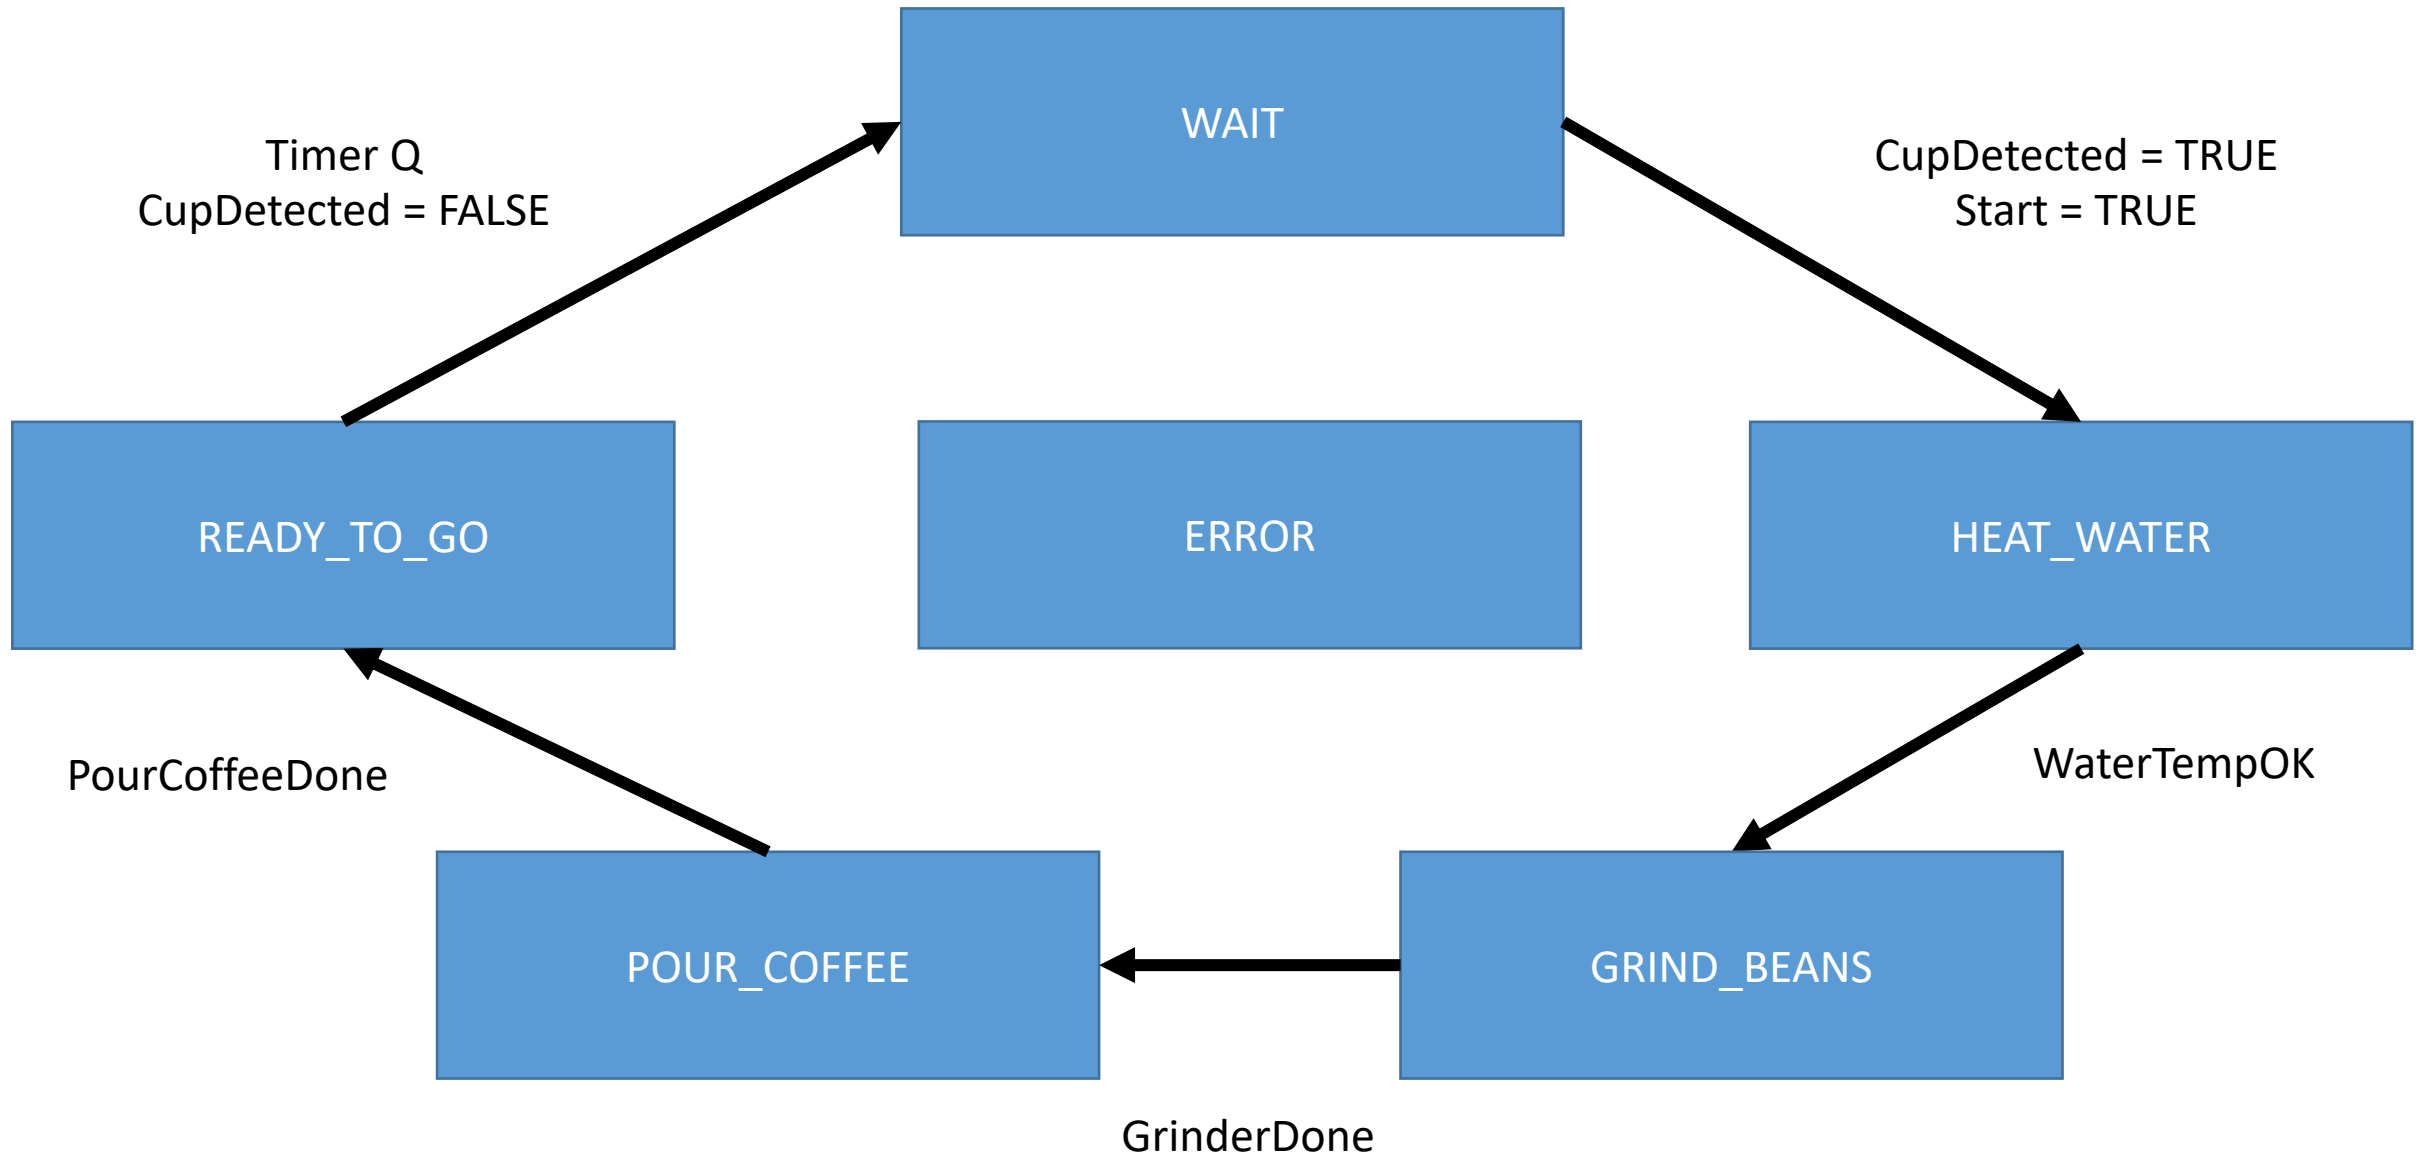 WAIT
Timer Q
CupDetected = FALSE
CupDetected = TRUE
Start = TRUE
READY_TO_GO
ERROR
HEAT_WATER
PourCoffeeDone
WaterTempOK
POUR_COFFEE
GRIND_BEANS
GrinderDone